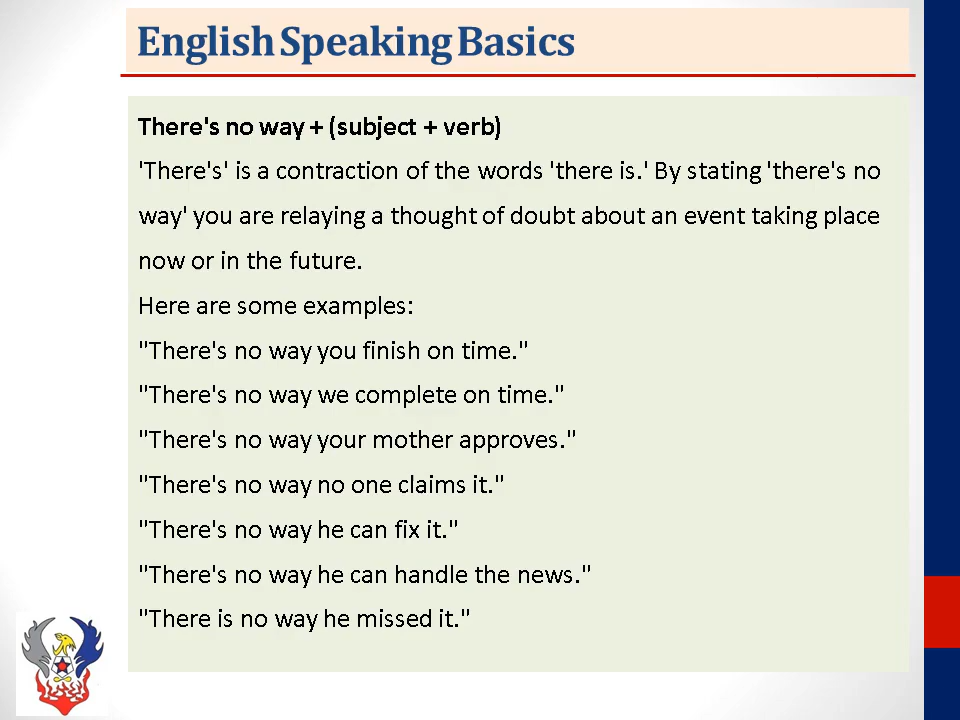 English Speaking Basics
There's no way + (subject + verb)
'There's' is a contraction of the words 'there is.' By stating 'there's no
way' you are relaying a thought of doubt about an event taking place
now or in the future.
Here are some examples:
"There's no way you finish on time."
"There's no way we complete on time."
"There's no way your mother approves."
"There's no way no one claims it."
"There's no way he can fix it."
"There's no way he can handle the news."
"There is no way he missed it."